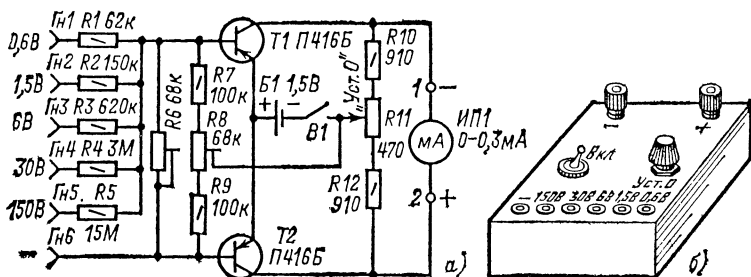 Гн1 R1 62к
0,6В
Гн2 R2 150к
1,5В
Гн3 R3 620к
6В
Гн4 R4 3М
30В
Гн5 R5
150В 15М
Гн6
R6 68к
R7
100к
R8
68к
R9
100к
Т1 П416Б
Б1 1,5В
+ −
В1
"Уст.0"
R10
910
R11
470
R12
910
Т2
П416Б
1 −
ИП1
0-0,3мА
мА
2 +
а)
− +
Вкл
Уст.0
− 150В 30В 6В 1,5В 0,6В
б)